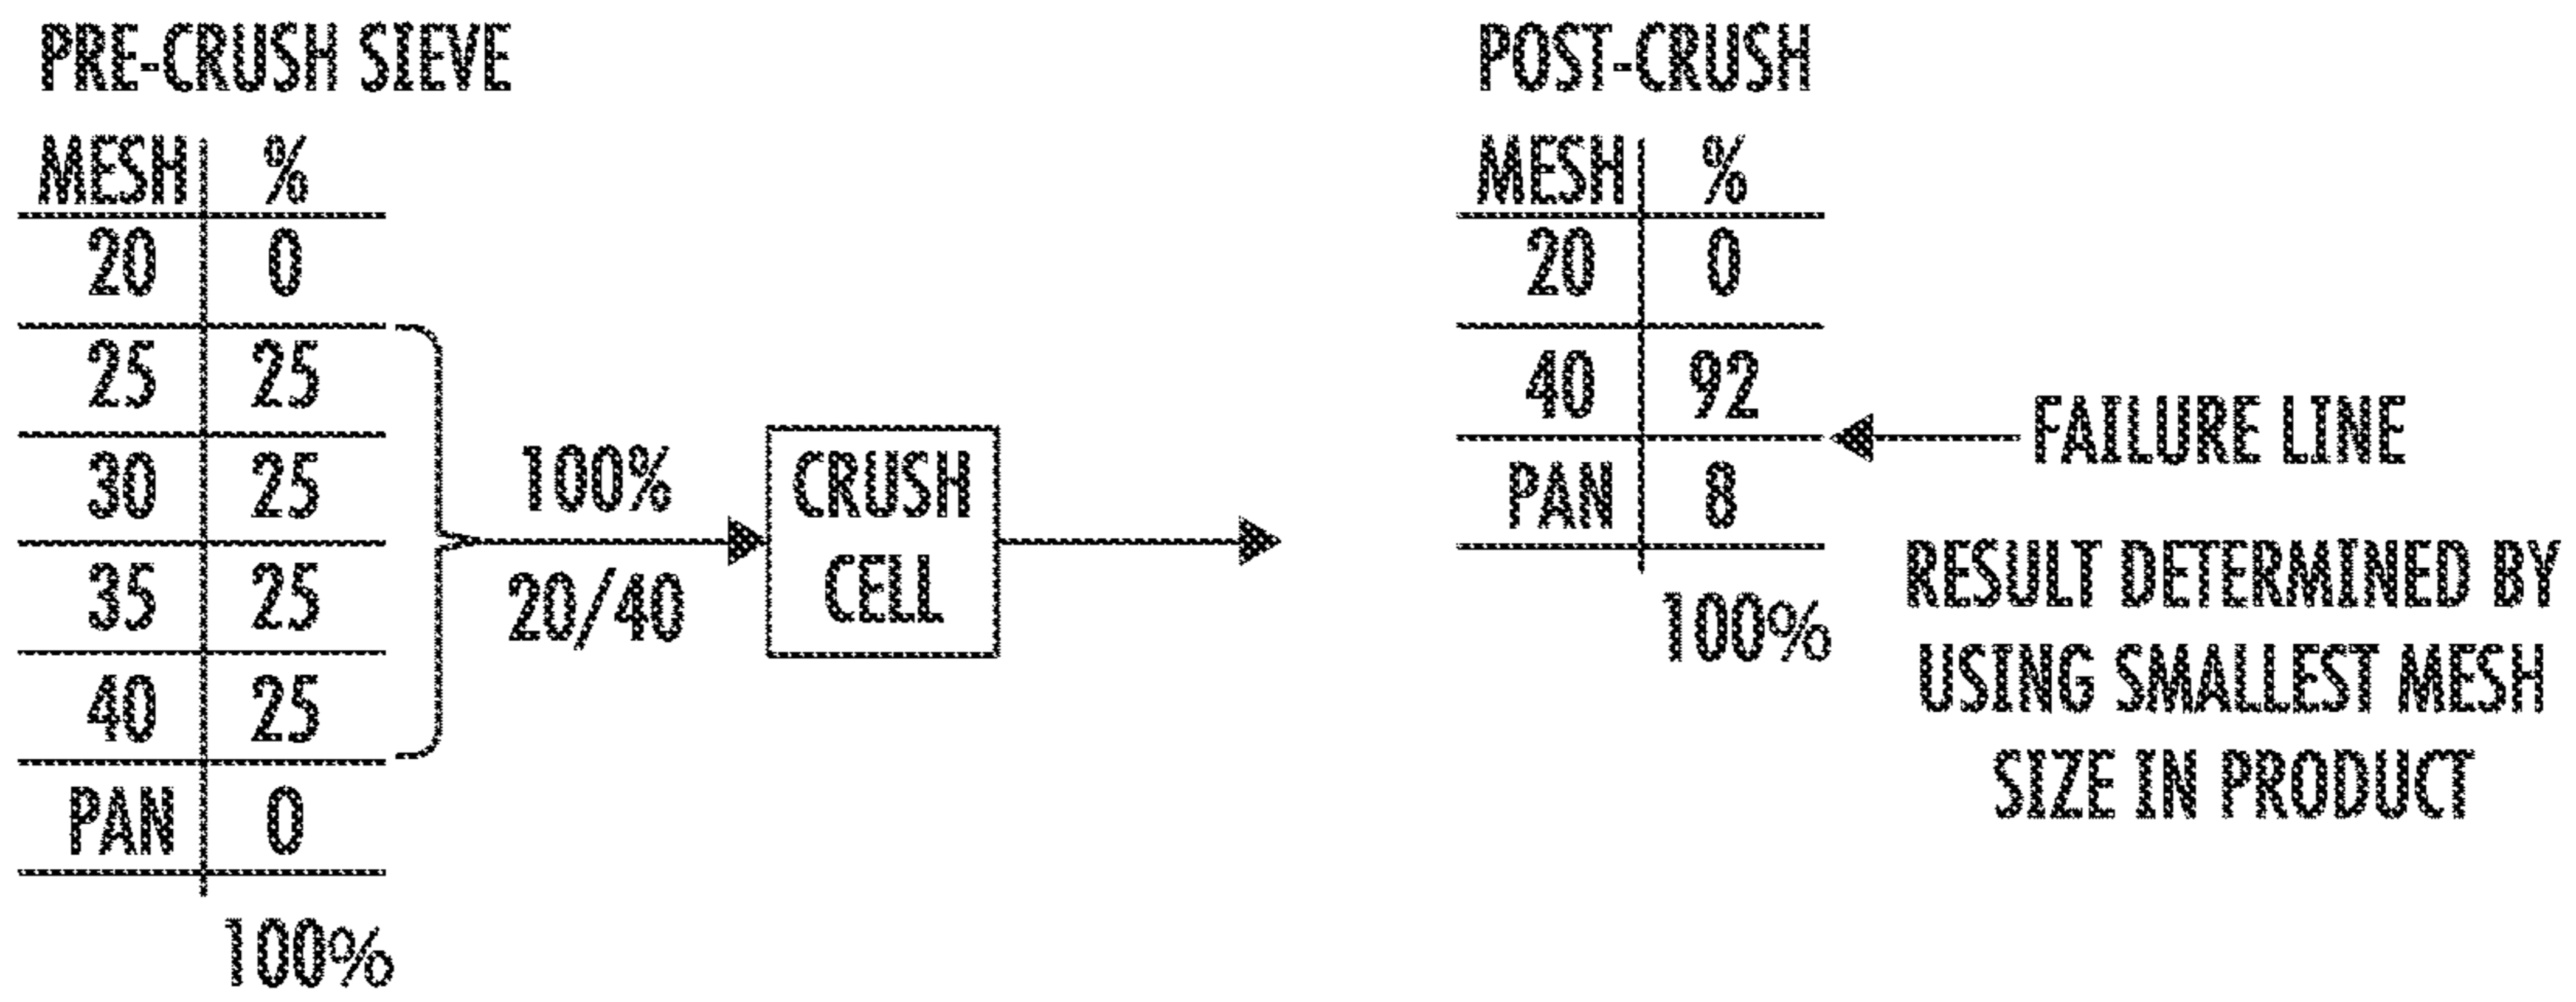 PRE-CRUSH SIEVE
MESH %
20 0
25 25
30 25
35 25
40 25
PAN 0
100%
100%
20/40
CRUSH
CELL
POST-CRUSH
MESH %
20 0
40 92
PAN 8
100%
FAILURE LINE
RESULT DETERMINED BY
USING SMALLEST MESH
SIZE IN PRODUCT